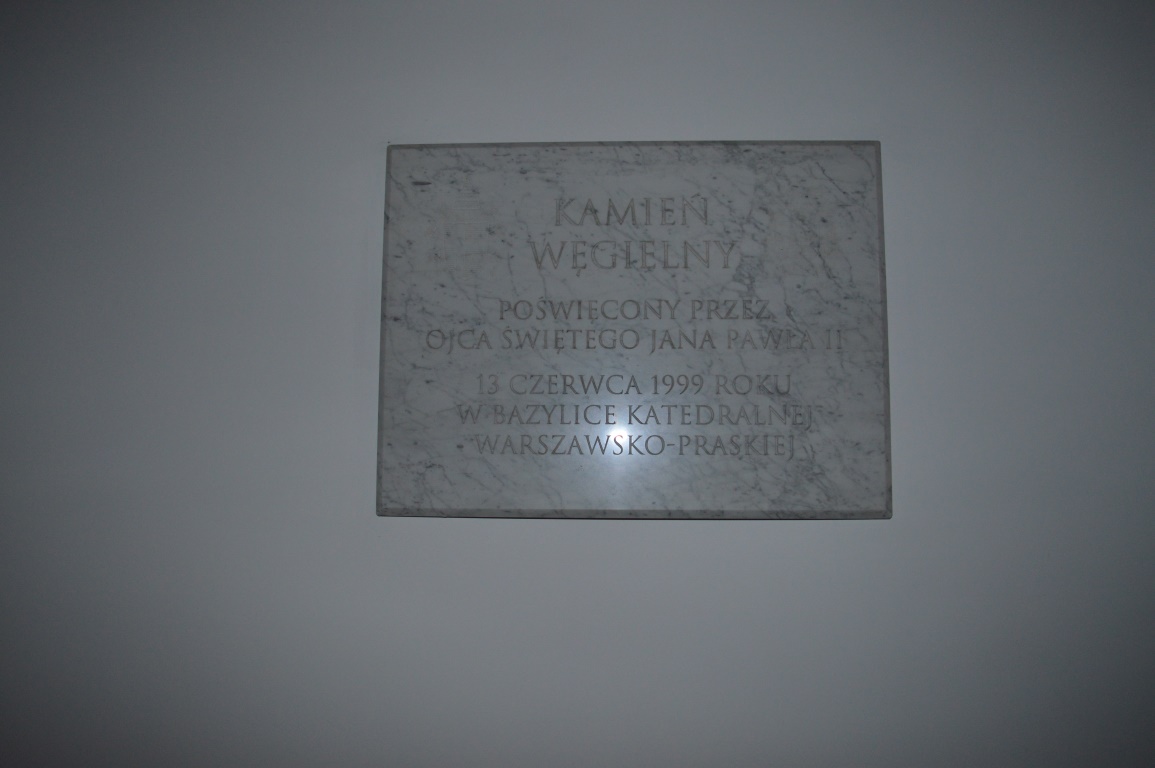 KAMIEŃ
WĘGIELNY
POŚWIĘCONY PRZEZ
OJCA ŚWIĘTEGO JANA PAWŁA II
13 CZERWCA 1999 ROKU
W BAZYLICE KATEDRALNEJ
WARSZAWSKO-PRASKIEJ